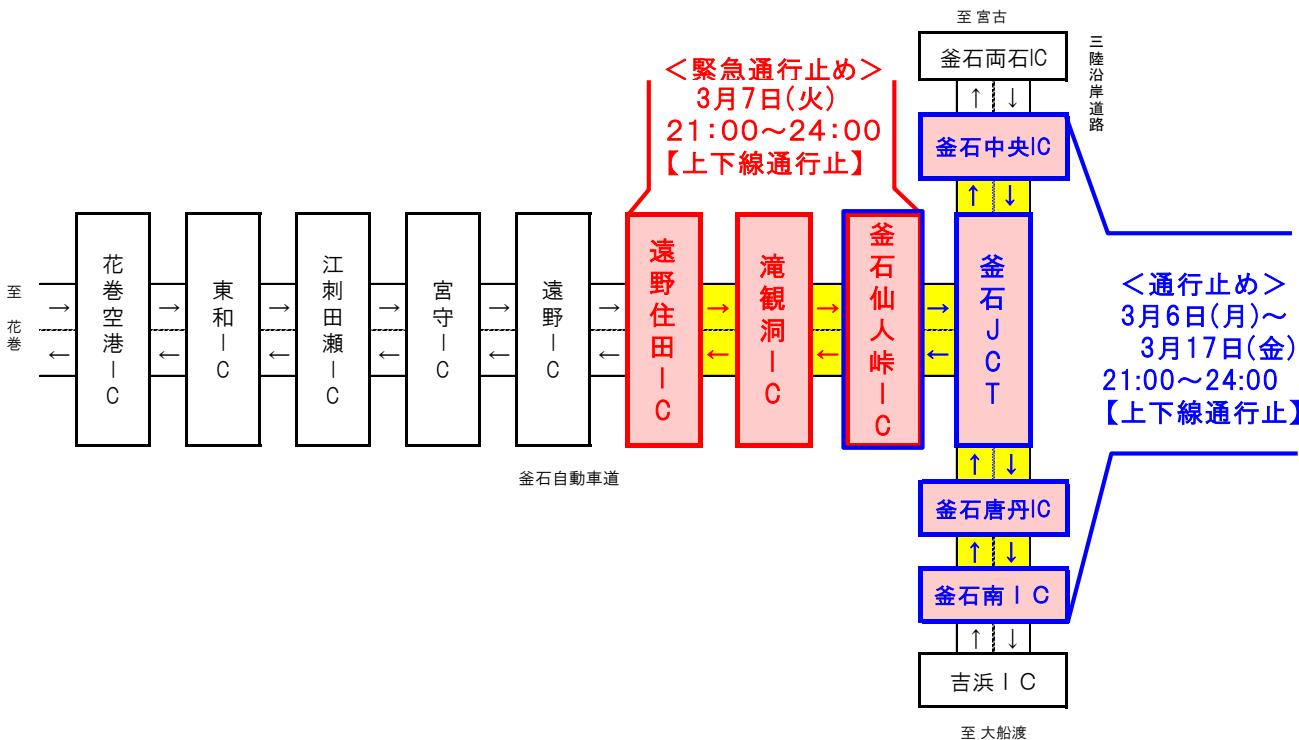 至 宮古
釜石両石IC
三陸沿岸道路
↑ ↓
＜緊急通行止め＞
3月7日(火)
21：00～24：00
【上下線通行止】
釜石中央IC
↑ ↓
至 花巻
→
←
花巻空港IC
→
←
東和IC
→
←
江刺田瀬IC
→
←
宮守IC
→
←
遠野IC
→
←
遠野住田IC
→
←
滝観洞IC
→
←
釜石仙人峠IC
→
←
釜石JCT
＜通行止め＞
3月6日(月)～
3月17日(金)
21:00～24:00
【上下線通行止】
釜石自動車道
↑ ↓
釜石唐丹IC
↑ ↓
釜石南ＩＣ
↑ ↓
吉浜ＩＣ
至 大船渡